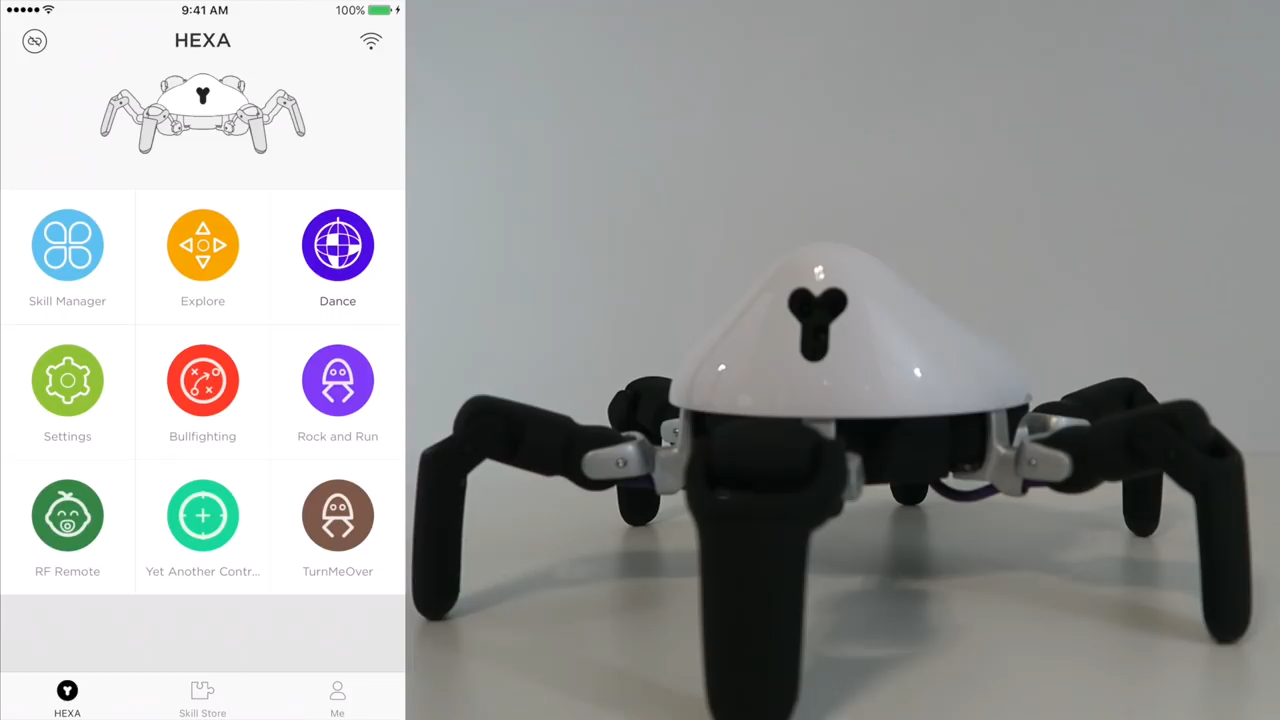 9:41 AM
100%
HEXA
Skill Manager
Explore
Dance
Settings
Bullfighting
Rock and Run
RF Remote
Yet Another Contr...
TurnMeOver
HEXA
Skill Store
Me